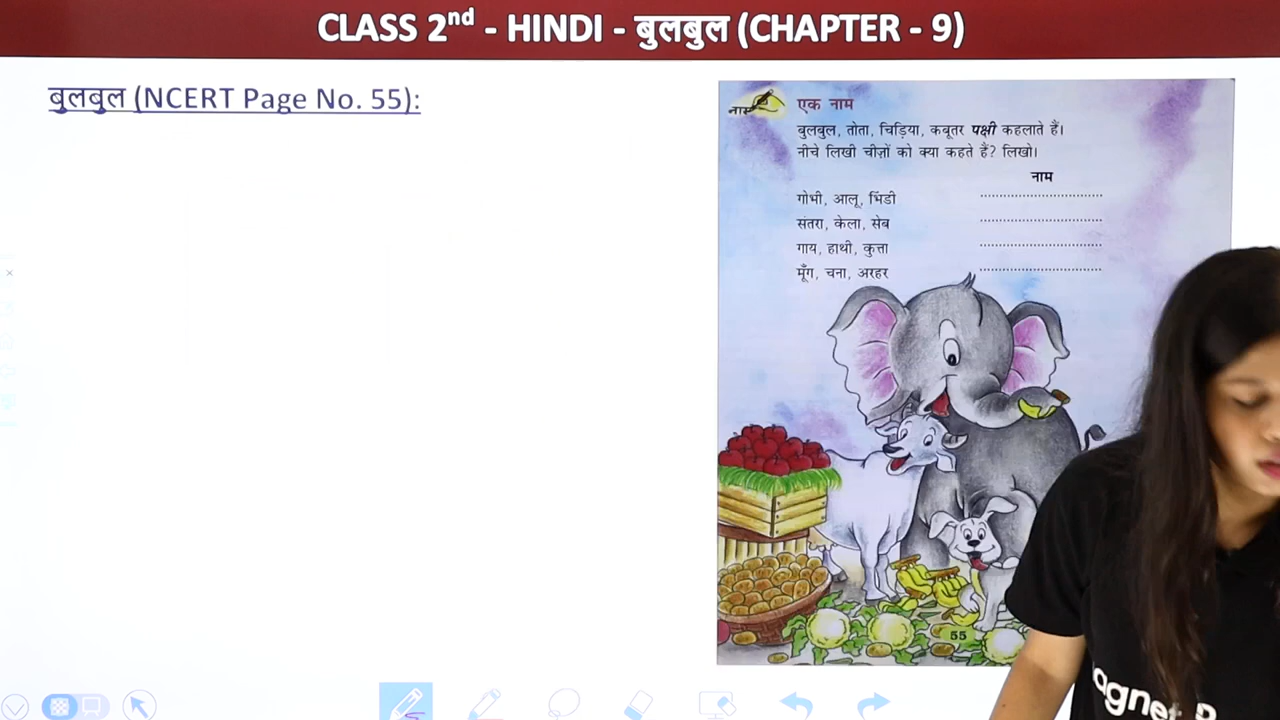 CLASS 2nd - HINDI - बुलबुल (CHAPTER - 9)
बुलबुल (NCERT Page No. 55):
नाम
एक नाम
बुलबुल, तोता, चिड़िया, कबूतर पक्षी कहलाते हैं।
नीचे लिखी चीज़ों को क्या कहते हैं? लिखो।
नाम
गोभी, आलू, भिंडी ..............................
संतरा, केला, सेब ..............................
गाय, हाथी, कुत्ता ..............................
मूँग, चना, अरहर ..............................
55